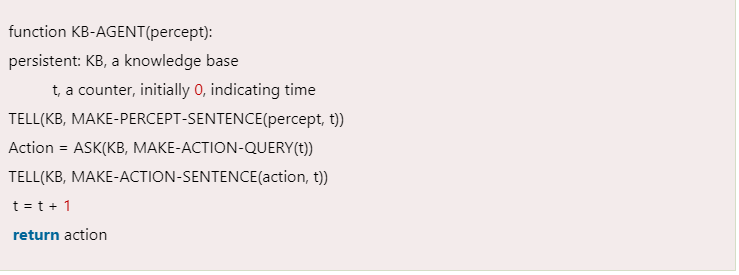 function KB-AGENT(percept):
persistent: KB, a knowledge base
t, a counter, initially 0, indicating time
TELL(KB, MAKE-PERCEPT-SENTENCE(percept, t))
Action = ASK(KB, MAKE-ACTION-QUERY(t))
TELL(KB, MAKE-ACTION-SENTENCE(action, t))
t = t + 1
return action